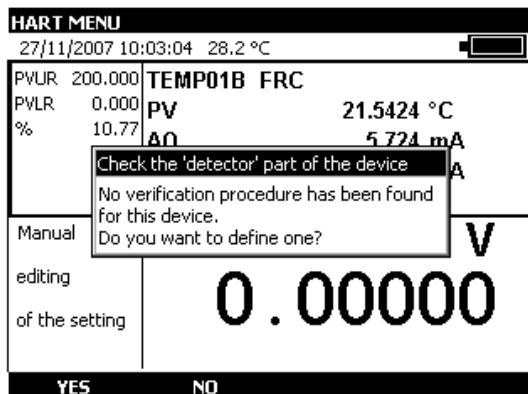 HART MENU
27/11/2007 10:03:04 28.2 °C
PVUR 200.000
PVLR 0.000
% 10.77
TEMP01B FRC
PV 21.5424 °C
AO 5.724 mA
A
Check the 'detector' part of the device
No verification procedure has been found
for this device.
Do you want to define one?
Manual
editing
of the setting
V
0.00000
YES NO